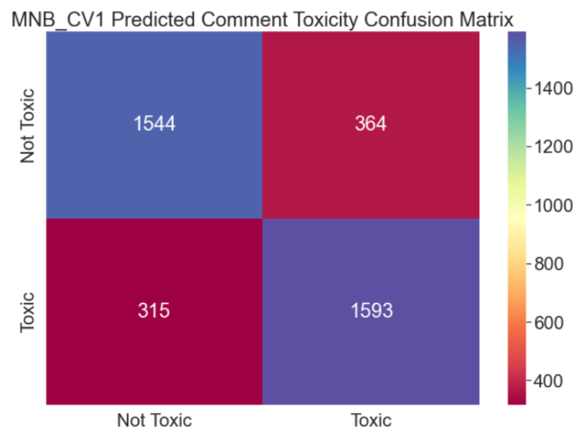 MNB_CV1 Predicted Comment Toxicity Confusion Matrix
Not Toxic
1544
364
Toxic
315
1593
Not Toxic
Toxic
1400
1200
1000
800
600
400